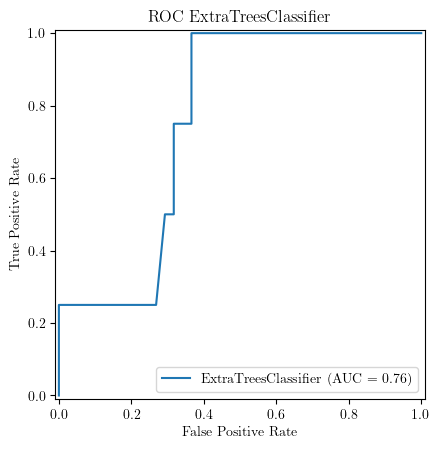 ROC ExtraTreesClassifier
1.0
0.8
0.6
0.4
0.2
0.0
True Positive Rate
ExtraTreesClassifier (AUC = 0.76)
0.0 0.2 0.4 0.6 0.8 1.0
False Positive Rate